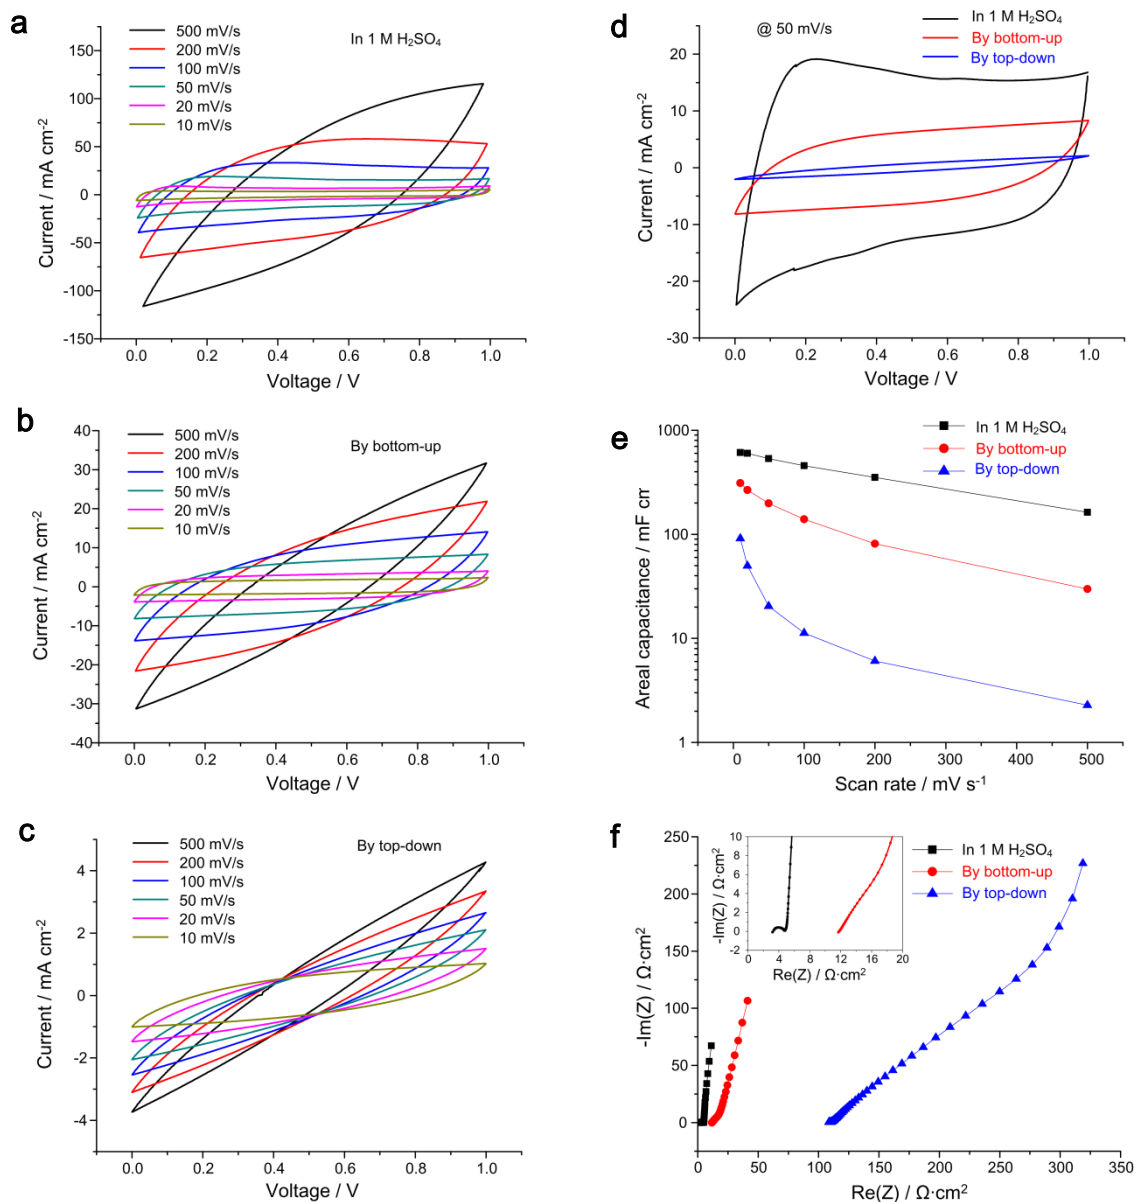 a
500 mV/s
200 mV/s
100 mV/s
50 mV/s
20 mV/s
10 mV/s
In 1 M H₂SO₄
Current / mA cm⁻²
100
50
0
-50
-100
-150
0.0 0.2 0.4 0.6 0.8 1.0
Voltage / V
b
500 mV/s
200 mV/s
100 mV/s
50 mV/s
20 mV/s
10 mV/s
By bottom-up
Current / mA cm⁻²
40
30
20
10
0
-10
-20
-30
-40
0.0 0.2 0.4 0.6 0.8 1.0
Voltage / V
c
500 mV/s
200 mV/s
100 mV/s
50 mV/s
20 mV/s
10 mV/s
By top-down
Current / mA cm⁻²
4
2
0
-2
-4
0.0 0.2 0.4 0.6 0.8 1.0
Voltage / V
d
@ 50 mV/s
In 1 M H₂SO₄
By bottom-up
By top-down
Current / mA cm⁻²
20
10
0
-10
-20
-30
0.0 0.2 0.4 0.6 0.8 1.0
Voltage / V
e
In 1 M H₂SO₄
By bottom-up
By top-down
Areal capacitance / mF cm
1000
100
10
1
0 100 200 300 400 500
Scan rate / mV s⁻¹
f
In 1 M H₂SO₄
By bottom-up
By top-down
-Im(Z) / Ω·cm²
250
200
150
100
50
0
0 50 100 150 200 250 300 350
Re(Z) / Ω·cm²
-Im(Z) / Ω·cm²
10
8
6
4
2
0
0 4 8 12 16 20
Re(Z) / Ω·cm²